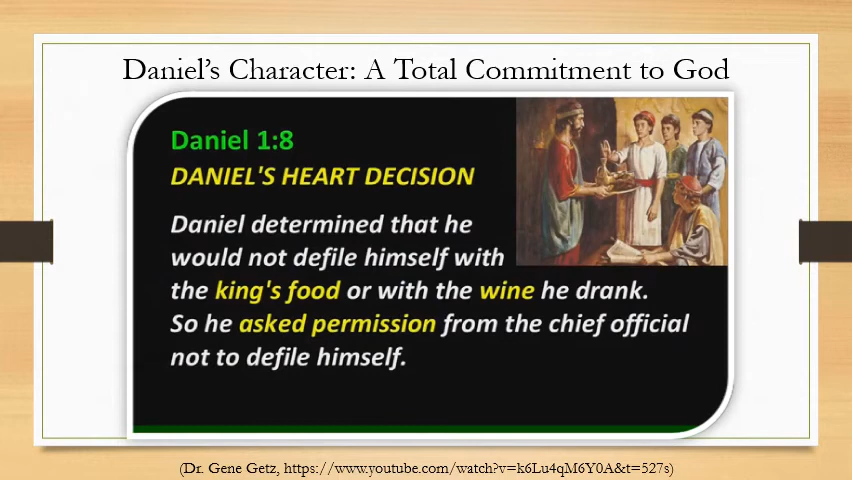 Daniel's Character: A Total Commitment to God
Daniel 1:8
DANIEL'S HEART DECISION
Daniel determined that he
would not defile himself with
the king's food or with the wine he drank.
So he asked permission from the chief official
not to defile himself.
(Dr. Gene Getz, https://www.youtube.com/watch?v=k6Lu4qM6Y0A&t=527s)